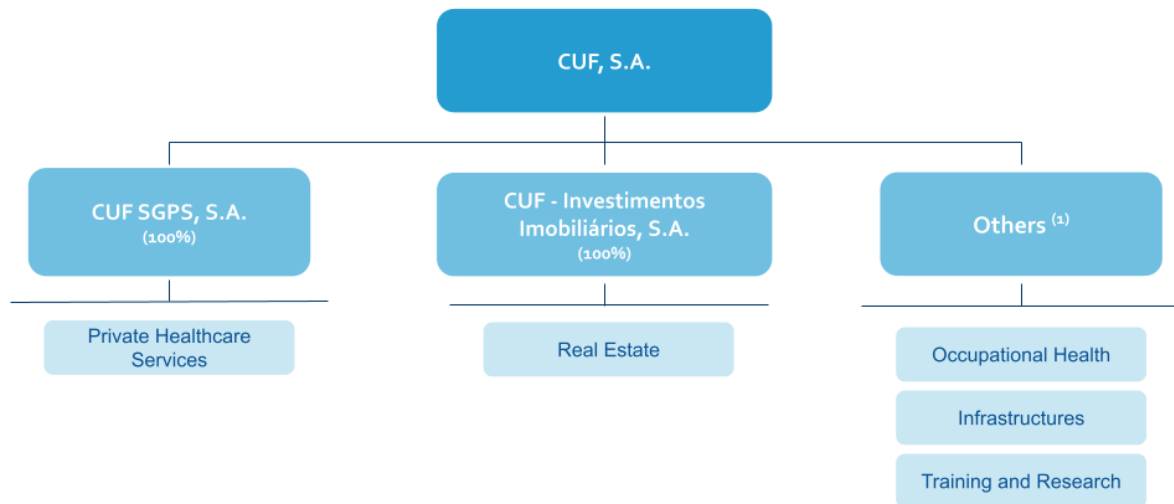 CUF, S.A.
CUF SGPS, S.A.
(100%)
CUF - Investimentos
Imobiliários, S.A.
(100%)
Others (1)
Private Healthcare
Services
Real Estate
Occupational Health
Infrastructures
Training and Research